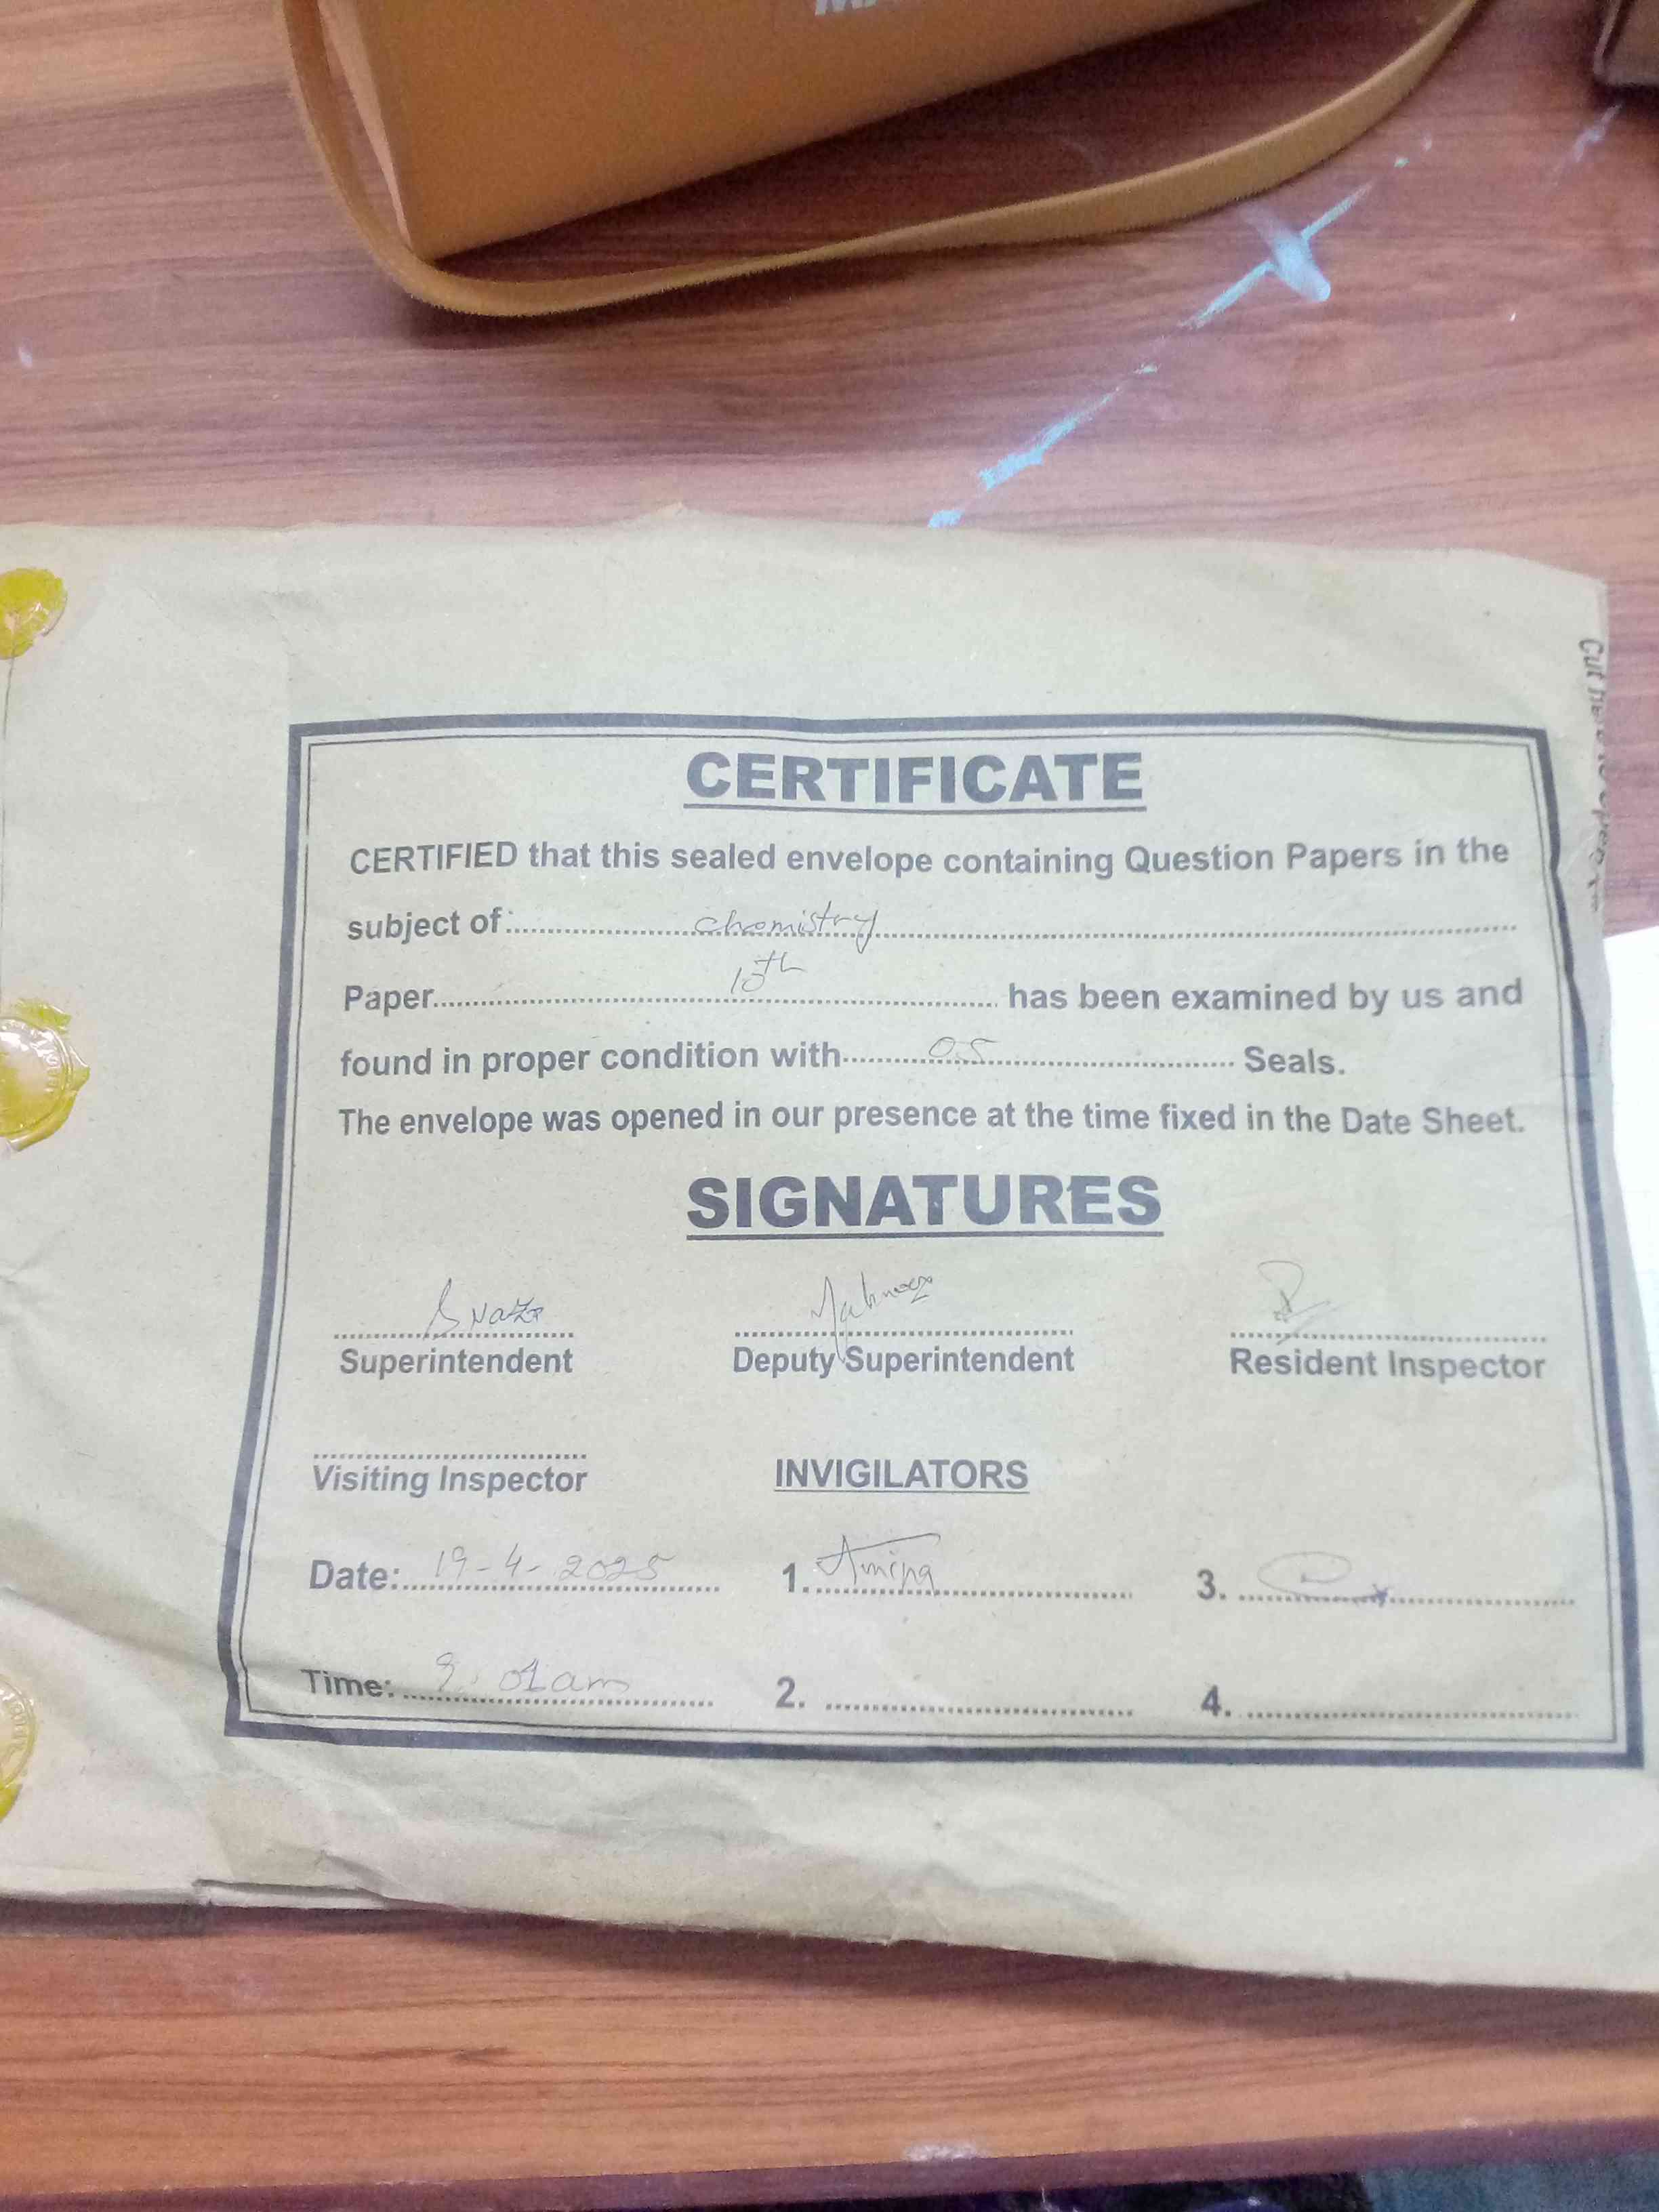 CERTIFICATE
CERTIFIED that this sealed envelope containing Question Papers in the
subject of: chemistry
Paper 10th has been examined by us and
found in proper condition with 05 Seals.
The envelope was opened in our presence at the time fixed in the Date Sheet.
SIGNATURES
Superintendent Deputy Superintendent Resident Inspector
Visiting Inspector INVIGILATORS
Date: 19-4-2025 1. Amina 3.
Time: 9:01am 2. 4.